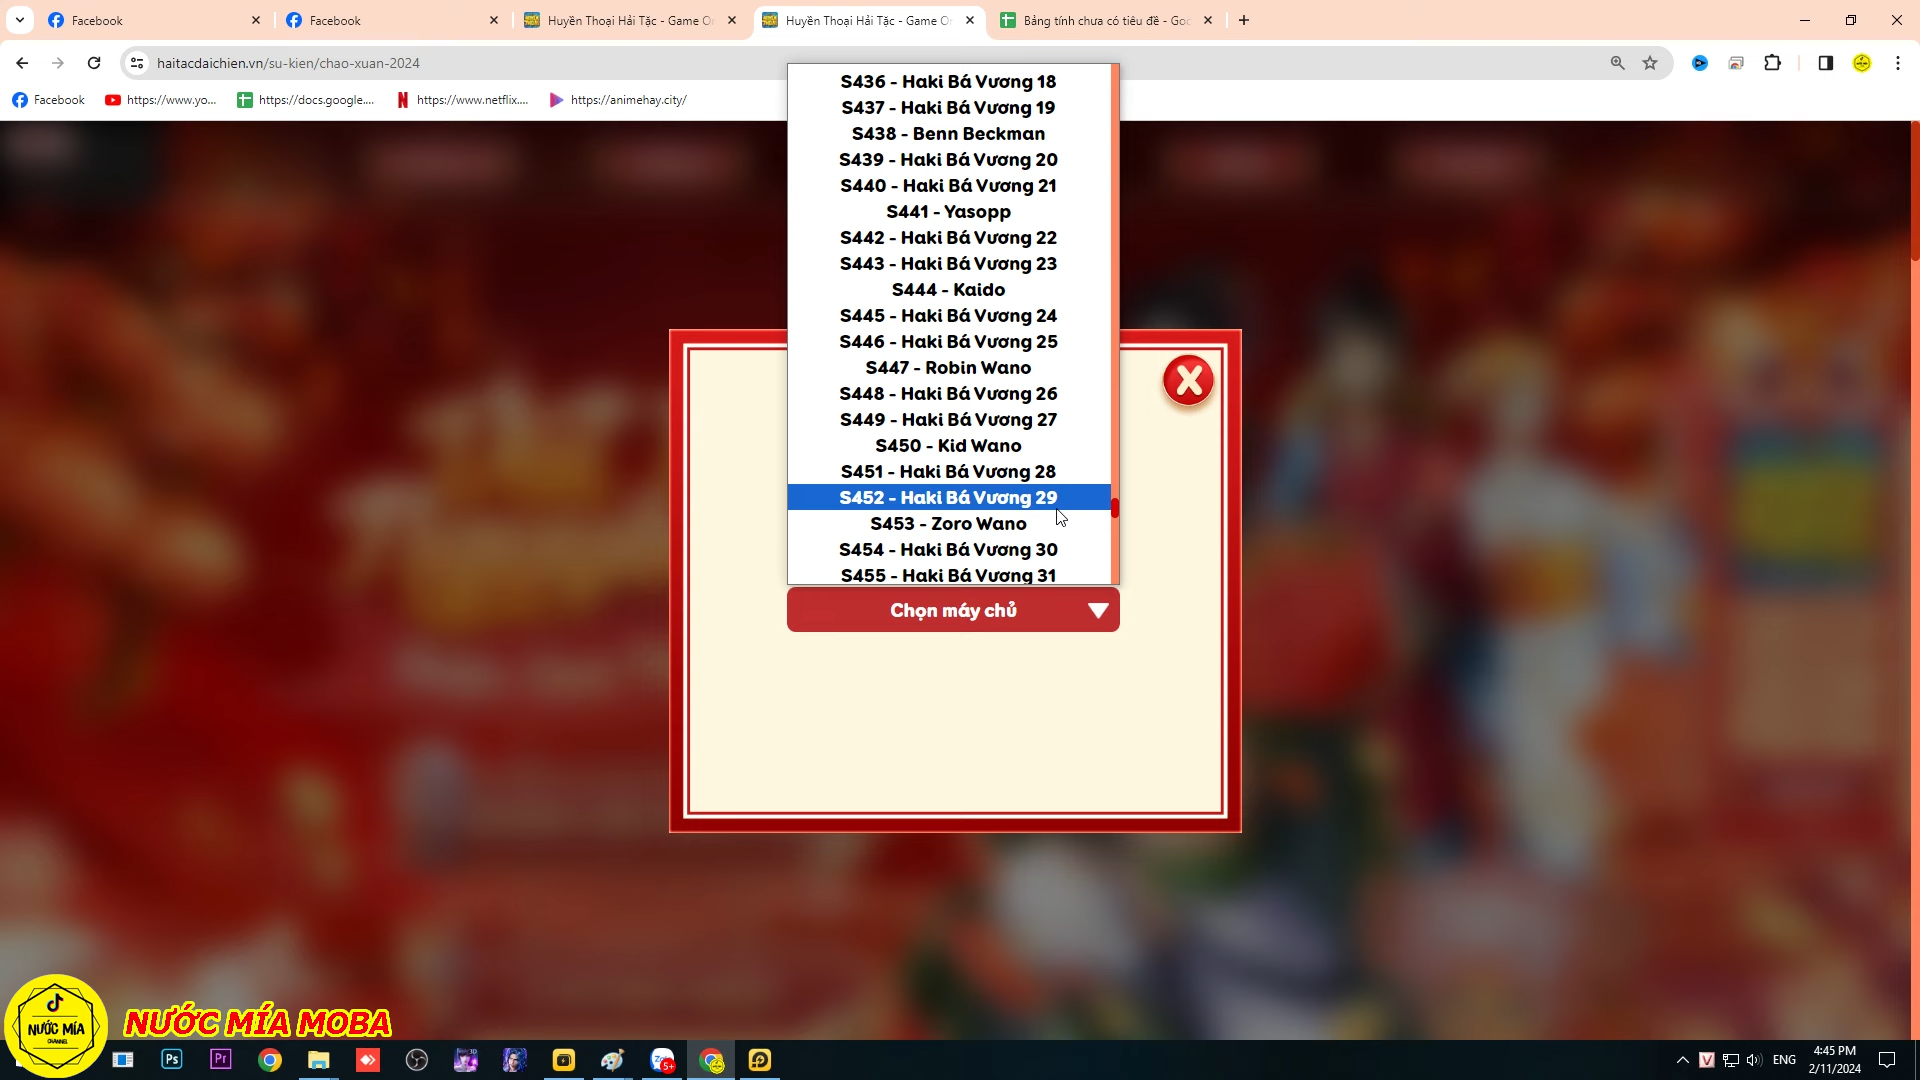 Facebook
Facebook
Huyền Thoại Hải Tặc - Game O
Huyền Thoại Hải Tặc - Game O
Bảng tính chưa có tiêu đề - Goo
haitacdaichien.vn/su-kien/chao-xuan-2024
Facebook
https://www.yo...
https://docs.google....
https://www.netflix....
https://animehay.city/
S436 - Haki Bá Vương 18
S437 - Haki Bá Vương 19
S438 - Benn Beckman
S439 - Haki Bá Vương 20
S440 - Haki Bá Vương 21
S441 - Yasopp
S442 - Haki Bá Vương 22
S443 - Haki Bá Vương 23
S444 - Kaido
S445 - Haki Bá Vương 24
S446 - Haki Bá Vương 25
S447 - Robin Wano
S448 - Haki Bá Vương 26
S449 - Haki Bá Vương 27
S450 - Kid Wano
S451 - Haki Bá Vương 28
S452 - Haki Bá Vương 29
S453 - Zoro Wano
S454 - Haki Bá Vương 30
S455 - Haki Bá Vương 31
Chọn máy chủ
NƯỚC MÍA
CHANNEL
NƯỚC MÍA MOBA
Ps
Pr
5+
V
ENG
4:45 PM
2/11/2024